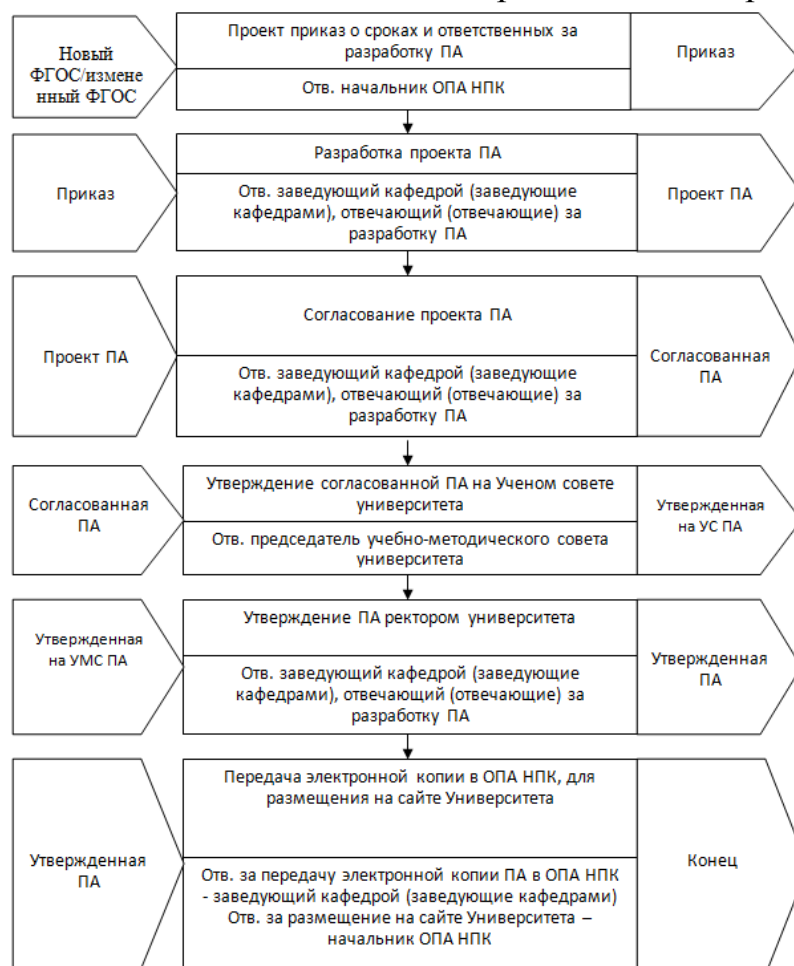 Новый
ФГОС/измене
нный ФГОС
Проект приказ о сроках и ответственных за
разработку ПА
Отв. начальник ОПА НПК
Приказ
Приказ
Разработка проекта ПА
Отв. заведующий кафедрой (заведующие
кафедрами), отвечающий (отвечающие) за
разработку ПА
Проект ПА
Проект ПА
Согласование проекта ПА
Отв. заведующий кафедрой (заведующие
кафедрами), отвечающий (отвечающие) за
разработку ПА
Согласованная
ПА
Согласованная
ПА
Утверждение согласованной ПА на Ученом совете
университета
Отв. председатель учебно-методического совета
университета
Утвержденная
на УС ПА
Утвержденная
на УМС ПА
Утверждение ПА ректором университета
Отв. заведующий кафедрой (заведующие
кафедрами), отвечающий (отвечающие) за
разработку ПА
Утвержденная
ПА
Утвержденная
ПА
Передача электронной копии в ОПА НПК, для
размещения на сайте Университета
Отв. за передачу электронной копии ПА в ОПА НПК
- заведующий кафедрой (заведующие кафедрами)
Отв. за размещение на сайте Университета –
начальник ОПА НПК
Конец